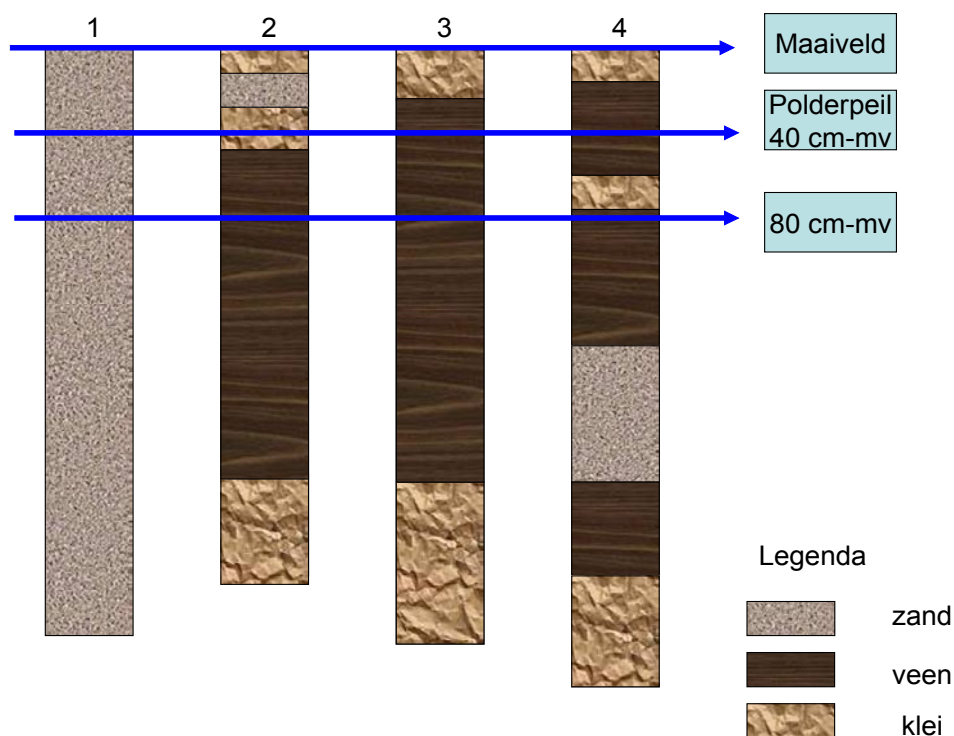 1 2 3 4
Maaiveld
Polderpeil
40 cm-mv
80 cm-mv
Legenda
zand
veen
klei